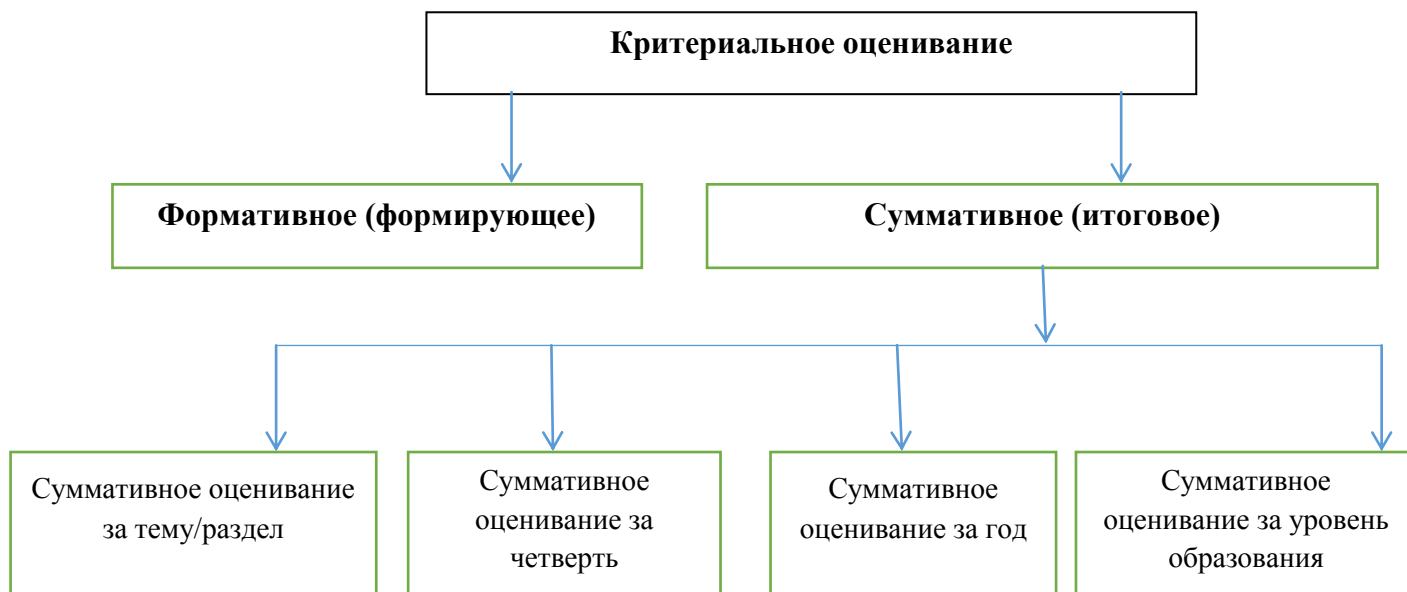 Критериальное оценивание
Формативное (формирующее)
Суммативное (итоговое)
Суммативное оценивание
за тему/раздел
Суммативное
оценивание за
четверть
Суммативное
оценивание за год
Суммативное
оценивание за уровень
образования